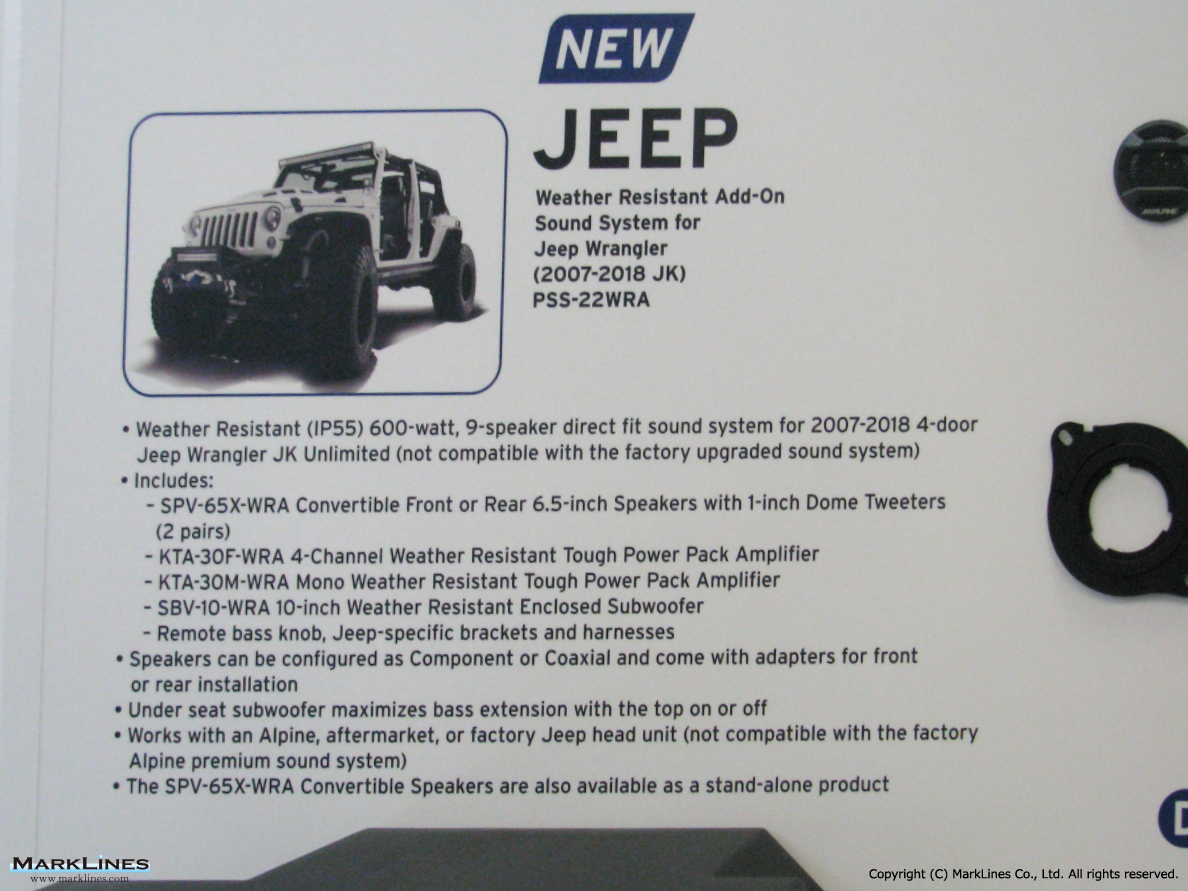 NEW
JEEP
Weather Resistant Add-On
Sound System for
Jeep Wrangler
(2007-2018 JK)
PSS-22WRA
ALPINE
• Weather Resistant (IP55) 600-watt, 9-speaker direct fit sound system for 2007-2018 4-door
Jeep Wrangler JK Unlimited (not compatible with the factory upgraded sound system)
• Includes:
– SPV-65X-WRA Convertible Front or Rear 6.5-inch Speakers with 1-inch Dome Tweeters
(2 pairs)
– KTA-30F-WRA 4-Channel Weather Resistant Tough Power Pack Amplifier
– KTA-30M-WRA Mono Weather Resistant Tough Power Pack Amplifier
– SBV-10-WRA 10-inch Weather Resistant Enclosed Subwoofer
– Remote bass knob, Jeep-specific brackets and harnesses
• Speakers can be configured as Component or Coaxial and come with adapters for front
or rear installation
• Under seat subwoofer maximizes bass extension with the top on or off
• Works with an Alpine, aftermarket, or factory Jeep head unit (not compatible with the factory
Alpine premium sound system)
• The SPV-65X-WRA Convertible Speakers are also available as a stand-alone product
MARKLINES
www.marklines.com
Copyright (C) MarkLines Co., Ltd. All rights reserved.